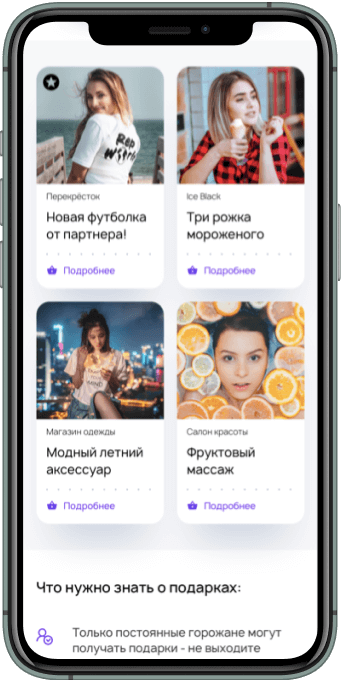 Rep
Перекрёсток
Новая футболка
от партнера!
Подробнее
Ice Black
Три рожка
мороженого
Подробнее
Магазин одежды
Модный летний
аксессуар
Подробнее
Салон красоты
Фруктовый
массаж
Подробнее
Что нужно знать о подарках:
Только постоянные горожане могут
получать подарки - не выходите